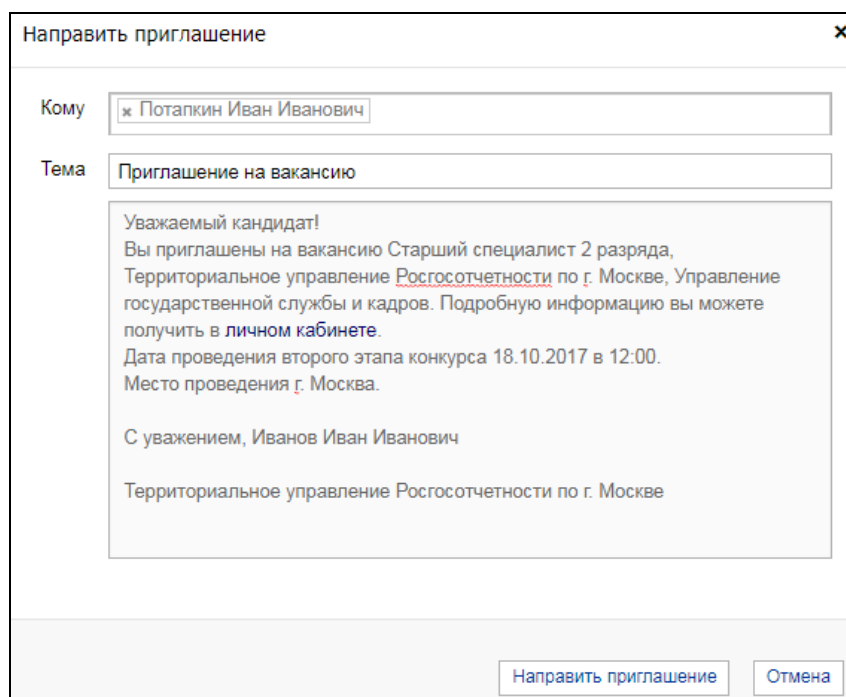 Направить приглашение
Кому
Потапкин Иван Иванович
Тема
Приглашение на вакансию
Уважаемый кандидат!
Вы приглашены на вакансию Старший специалист 2 разряда,
Территориальное управление Росгосотчетности по г. Москве, Управление
государственной службы и кадров. Подробную информацию вы можете
получить в личном кабинете.
Дата проведения второго этапа конкурса 18.10.2017 в 12:00.
Место проведения г. Москва.
С уважением, Иванов Иван Иванович
Территориальное управление Росгосотчетности по г. Москве
Направить приглашение
Отмена